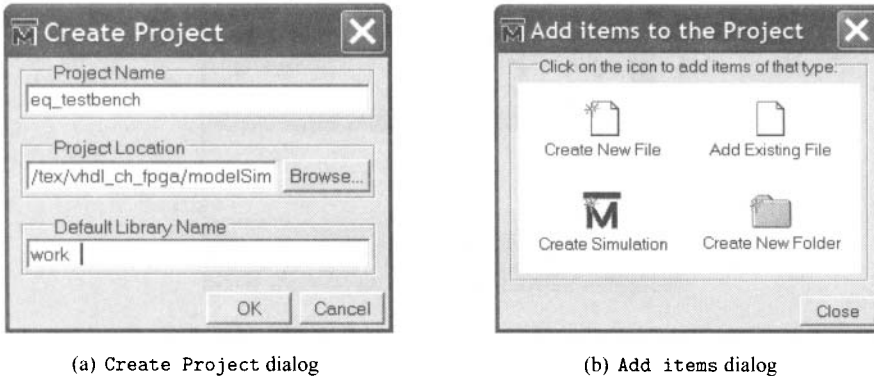 Create Project
Project Name
eq_testbench
Project Location
/tex/vhdl_ch_fpga/modelSim
Browse...
Default Library Name
work
OK
Cancel
(a) Create Project dialog
Add items to the Project
Click on the icon to add items of that type:
Create New File
Add Existing File
Create Simulation
Create New Folder
Close
(b) Add items dialog